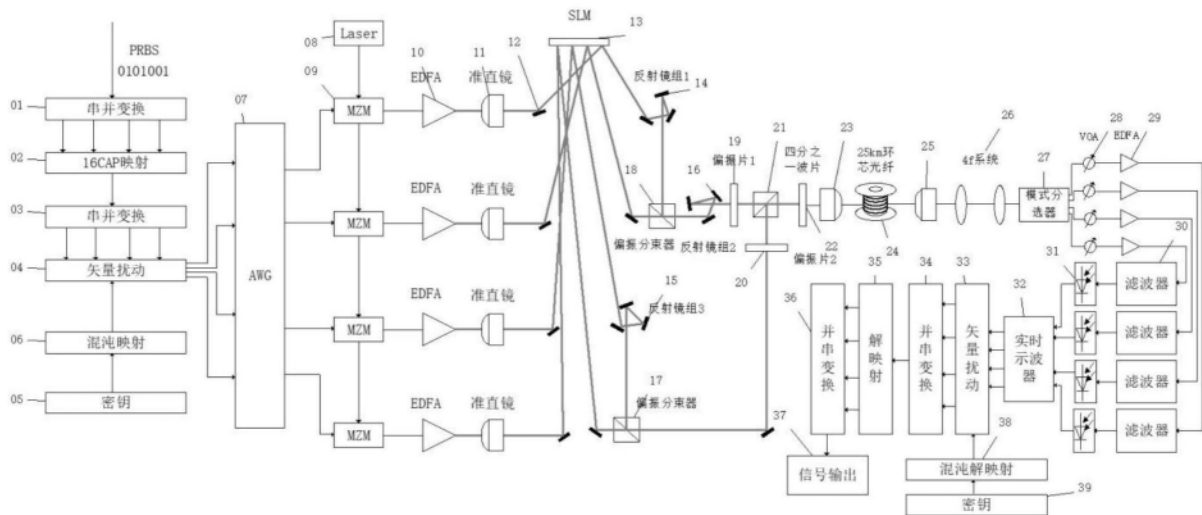 PRBS
0101001
01
串并变换
02
16CAP映射
03
串并变换
04
矢量扰动
06
混沌映射
05
密钥
07
AWG
08
Laser
09
MZM
MZM
MZM
MZM
10
EDFA
11
准直镜
EDFA
准直镜
EDFA
准直镜
EDFA
准直镜
12
SLM
13
反射镜组1
14
18
偏振分束器
16
反射镜组2
15
反射镜组3
17
偏振分束器
19
偏振片1
21
20
四分之
一波片
22
偏振片2
23
25km环
芯光纤
24
25
26
4f系统
27
模式分
选器
28
VOA
29
EDFA
30
滤波器
滤波器
滤波器
滤波器
31
32
实时
示波
器
33
矢量扰动
34
并串变换
35
解映射
36
并串变换
37
信号输出
38
混沌解映射
39
密钥